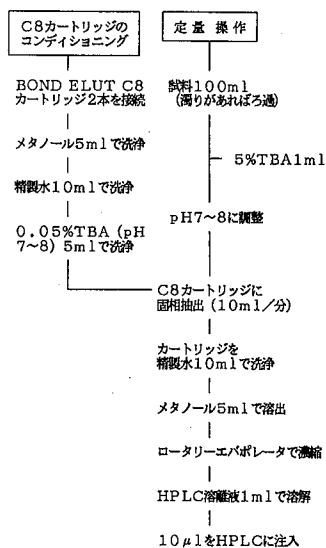 C8カートリッジの
コンディショニング
BOND ELUT C8
カートリッジ2本を接続
メタノール5mlで洗浄
精製水10mlで洗浄
0.05%TBA(pH
7〜8)5mlで洗浄
定量操作
試料100ml
(濁りがあればろ過)
5%TBA1ml
pH7〜8に調整
C8カートリッジに
固相抽出(10ml/分)
カートリッジを
精製水10mlで洗浄
メタノール5mlで溶出
ロータリーエバポレータで濃縮
HPLC溶離液1mlで溶解
10μlをHPLCに注入